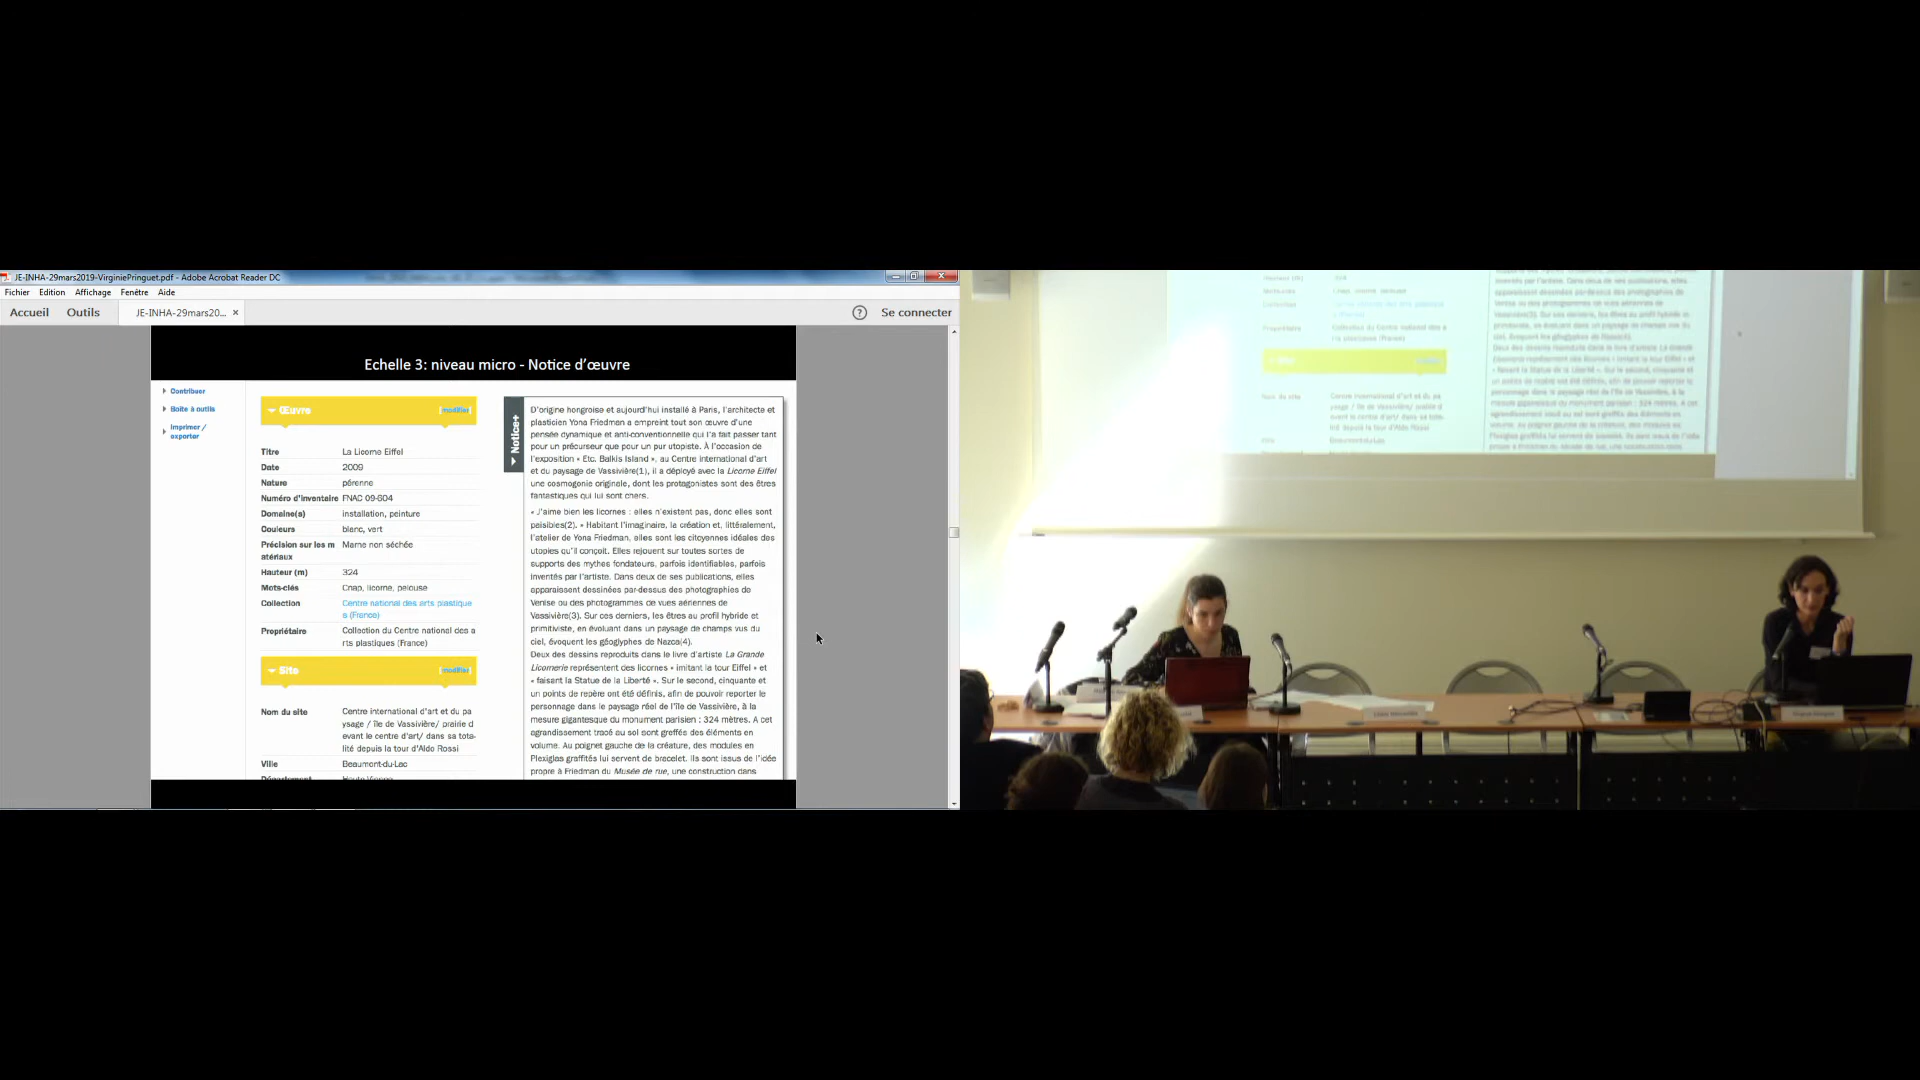 JE-INHA-29mars2019-VirginiePringuet.pdf - Adobe Acrobat Reader DC
Fichier Edition Affichage Fenêtre Aide
Accueil Outils JE-INHA-29mars20... × ? Se connecter
Echelle 3: niveau micro - Notice d'œuvre
Contribuer
Boîte à outils
Imprimer /
exporter
Œuvre [modifier]
Titre La Licorne Eiffel
Date 2009
Nature pérenne
Numéro d'inventaire FNAC 09-604
Domaine(s) installation, peinture
Couleurs blanc, vert
Précision sur les m Marne non séchée
atériaux
Hauteur (m) 324
Mots-clés Cnap, licorne, pelouse
Collection Centre national des arts plastique
s (France)
Propriétaire Collection du Centre national des a
rts plastiques (France)
Site [modifier]
Nom du site Centre international d'art et du pa
ysage / île de Vassivière/ prairie d
evant le centre d'art/ dans sa tota-
lité depuis la tour d'Aldo Rossi
Ville Beaumont-du-Lac
Département Haute-Vienne
Notice+
D'origine hongroise et aujourd'hui installé à Paris, l'architecte et
plasticien Yona Friedman a empreint tout son œuvre d'une
pensée dynamique et anti-conventionnelle qui l'a fait passer tant
pour un précurseur que pour un pur utopiste. À l'occasion de
l'exposition « Etc. Balkis Island », au Centre international d'art
et du paysage de Vassivière(1), il a déployé avec la Licorne Eiffel
une cosmogonie originale, dont les protagonistes sont des êtres
fantastiques qui lui sont chers.
« J'aime bien les licornes : elles n'existent pas, donc elles sont
paisibles(2). » Habitant l'imaginaire, la création et, littéralement,
l'atelier de Yona Friedman, elles sont les citoyennes idéales des
utopies qu'il conçoit. Elles rejouent sur toutes sortes de
supports des mythes fondateurs, parfois identifiables, parfois
inventés par l'artiste. Dans deux de ses publications, elles
apparaissent dessinées par-dessus des photographies de
Venise ou des photogrammes de vues aériennes de
Vassivière(3). Sur ces derniers, les êtres au profil hybride et
primitiviste, en évoluant dans un paysage de champs vus du
ciel, évoquent les géoglyphes de Nazca(4).
Deux des dessins reproduits dans le livre d'artiste La Grande
Licornerie représentent des licornes « imitant la tour Eiffel » et
« faisant la Statue de la Liberté ». Sur le second, cinquante et
un points de repère ont été définis, afin de pouvoir reporter le
personnage dans le paysage réel de l'île de Vassivière, à la
mesure gigantesque du monument parisien : 324 mètres. A cet
agrandissement tracé au sol sont greffés des éléments en
volume. Au poignet gauche de la créature, des modules en
Plexiglas graffités lui servent de bracelet. Ils sont issus de l'idée
propre à Friedman du Musée de rue, une construction dans